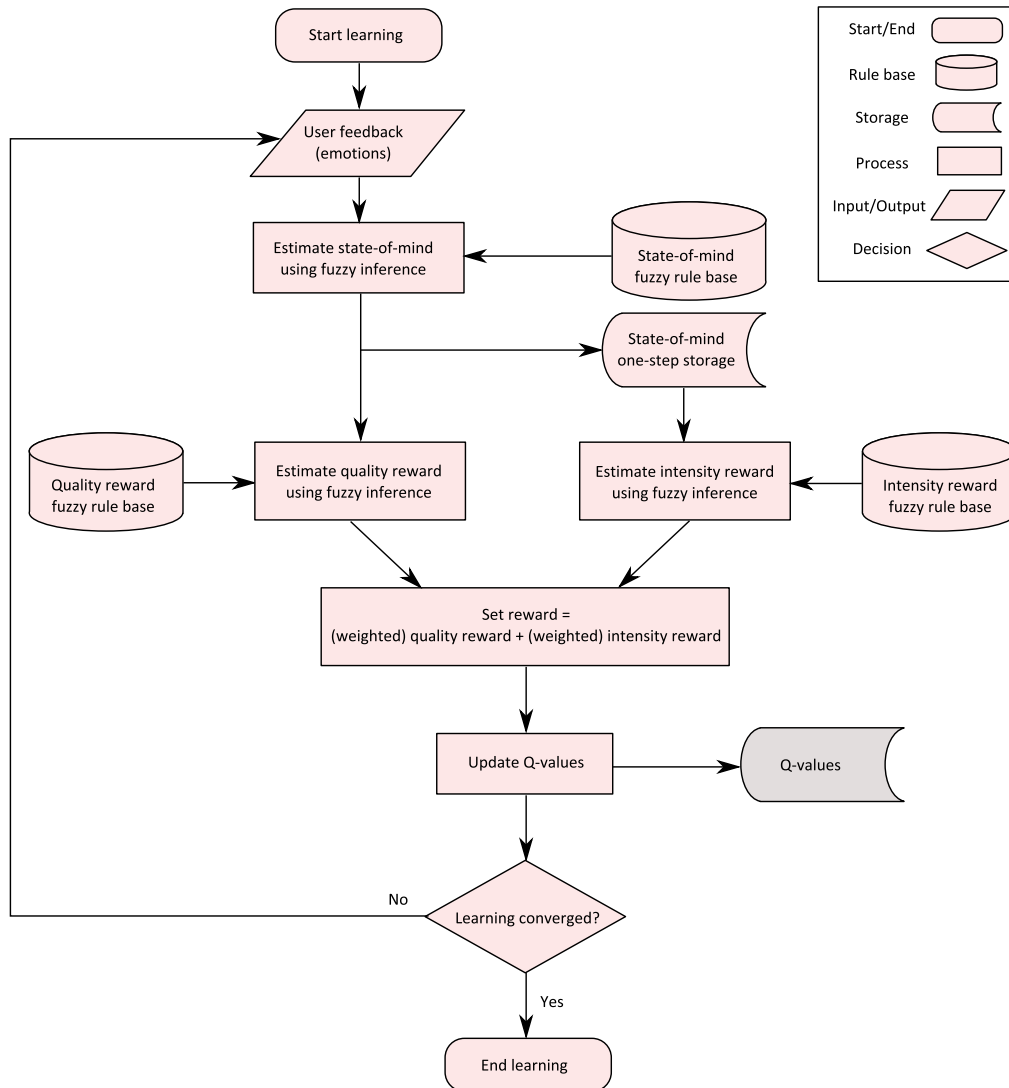 Start learning
User feedback
(emotions)
Estimate state-of-mind
using fuzzy inference
State-of-mind
fuzzy rule base
State-of-mind
one-step storage
Quality reward
fuzzy rule base
Estimate quality reward
using fuzzy inference
Estimate intensity reward
using fuzzy inference
Intensity reward
fuzzy rule base
Set reward =
(weighted) quality reward + (weighted) intensity reward
Update Q-values
Q-values
Learning converged?
No
Yes
End learning
Start/End
Rule base
Storage
Process
Input/Output
Decision